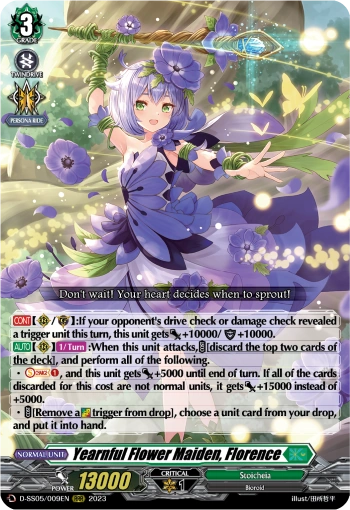 3
GRADE
TWINDRIVE
PERSONA RIDE
Don't wait! Your heart decides when to sprout!
CONT [ / ]:If your opponent's drive check or damage check revealed
a trigger unit this turn, this unit gets +10000/ +10000.
AUTO [ ] 1/Turn :When this unit attacks, [discard the top two cards of
the deck], and perform all of the following.
• 1, and this unit gets +5000 until end of turn. If all of the cards
discarded for this cost are not normal units, it gets +15000 instead of
+5000.
• [Remove a trigger from drop], choose a unit card from your drop,
and put it into hand.
NORMAL UNIT Yearnful Flower Maiden, Florence
POWER 13000 CRITICAL 1 Stoicheia
Bioroid
D-SS05/009EN RRR 2023 illust/田所哲平